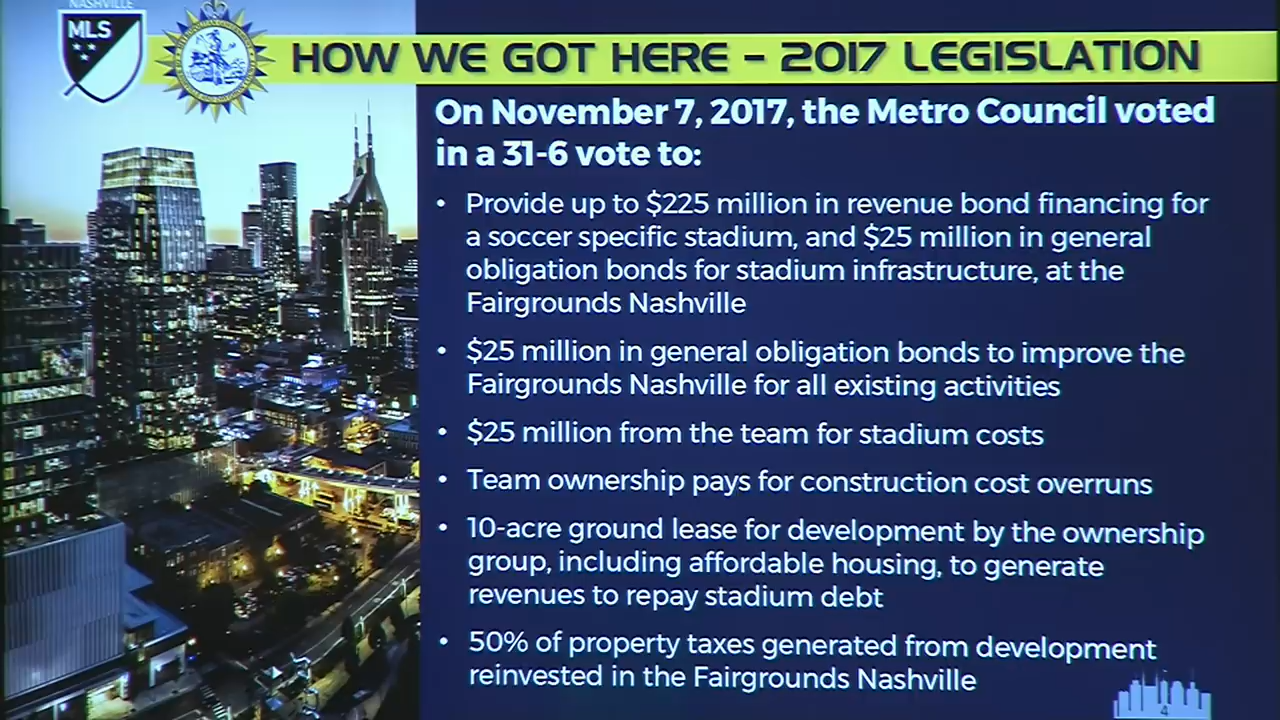 NASHVILLE
MLS
HOW WE GOT HERE – 2017 LEGISLATION
On November 7, 2017, the Metro Council voted
in a 31-6 vote to:
• Provide up to $225 million in revenue bond financing for
a soccer specific stadium, and $25 million in general
obligation bonds for stadium infrastructure, at the
Fairgrounds Nashville
• $25 million in general obligation bonds to improve the
Fairgrounds Nashville for all existing activities
• $25 million from the team for stadium costs
• Team ownership pays for construction cost overruns
• 10-acre ground lease for development by the ownership
group, including affordable housing, to generate
revenues to repay stadium debt
• 50% of property taxes generated from development
reinvested in the Fairgrounds Nashville
4